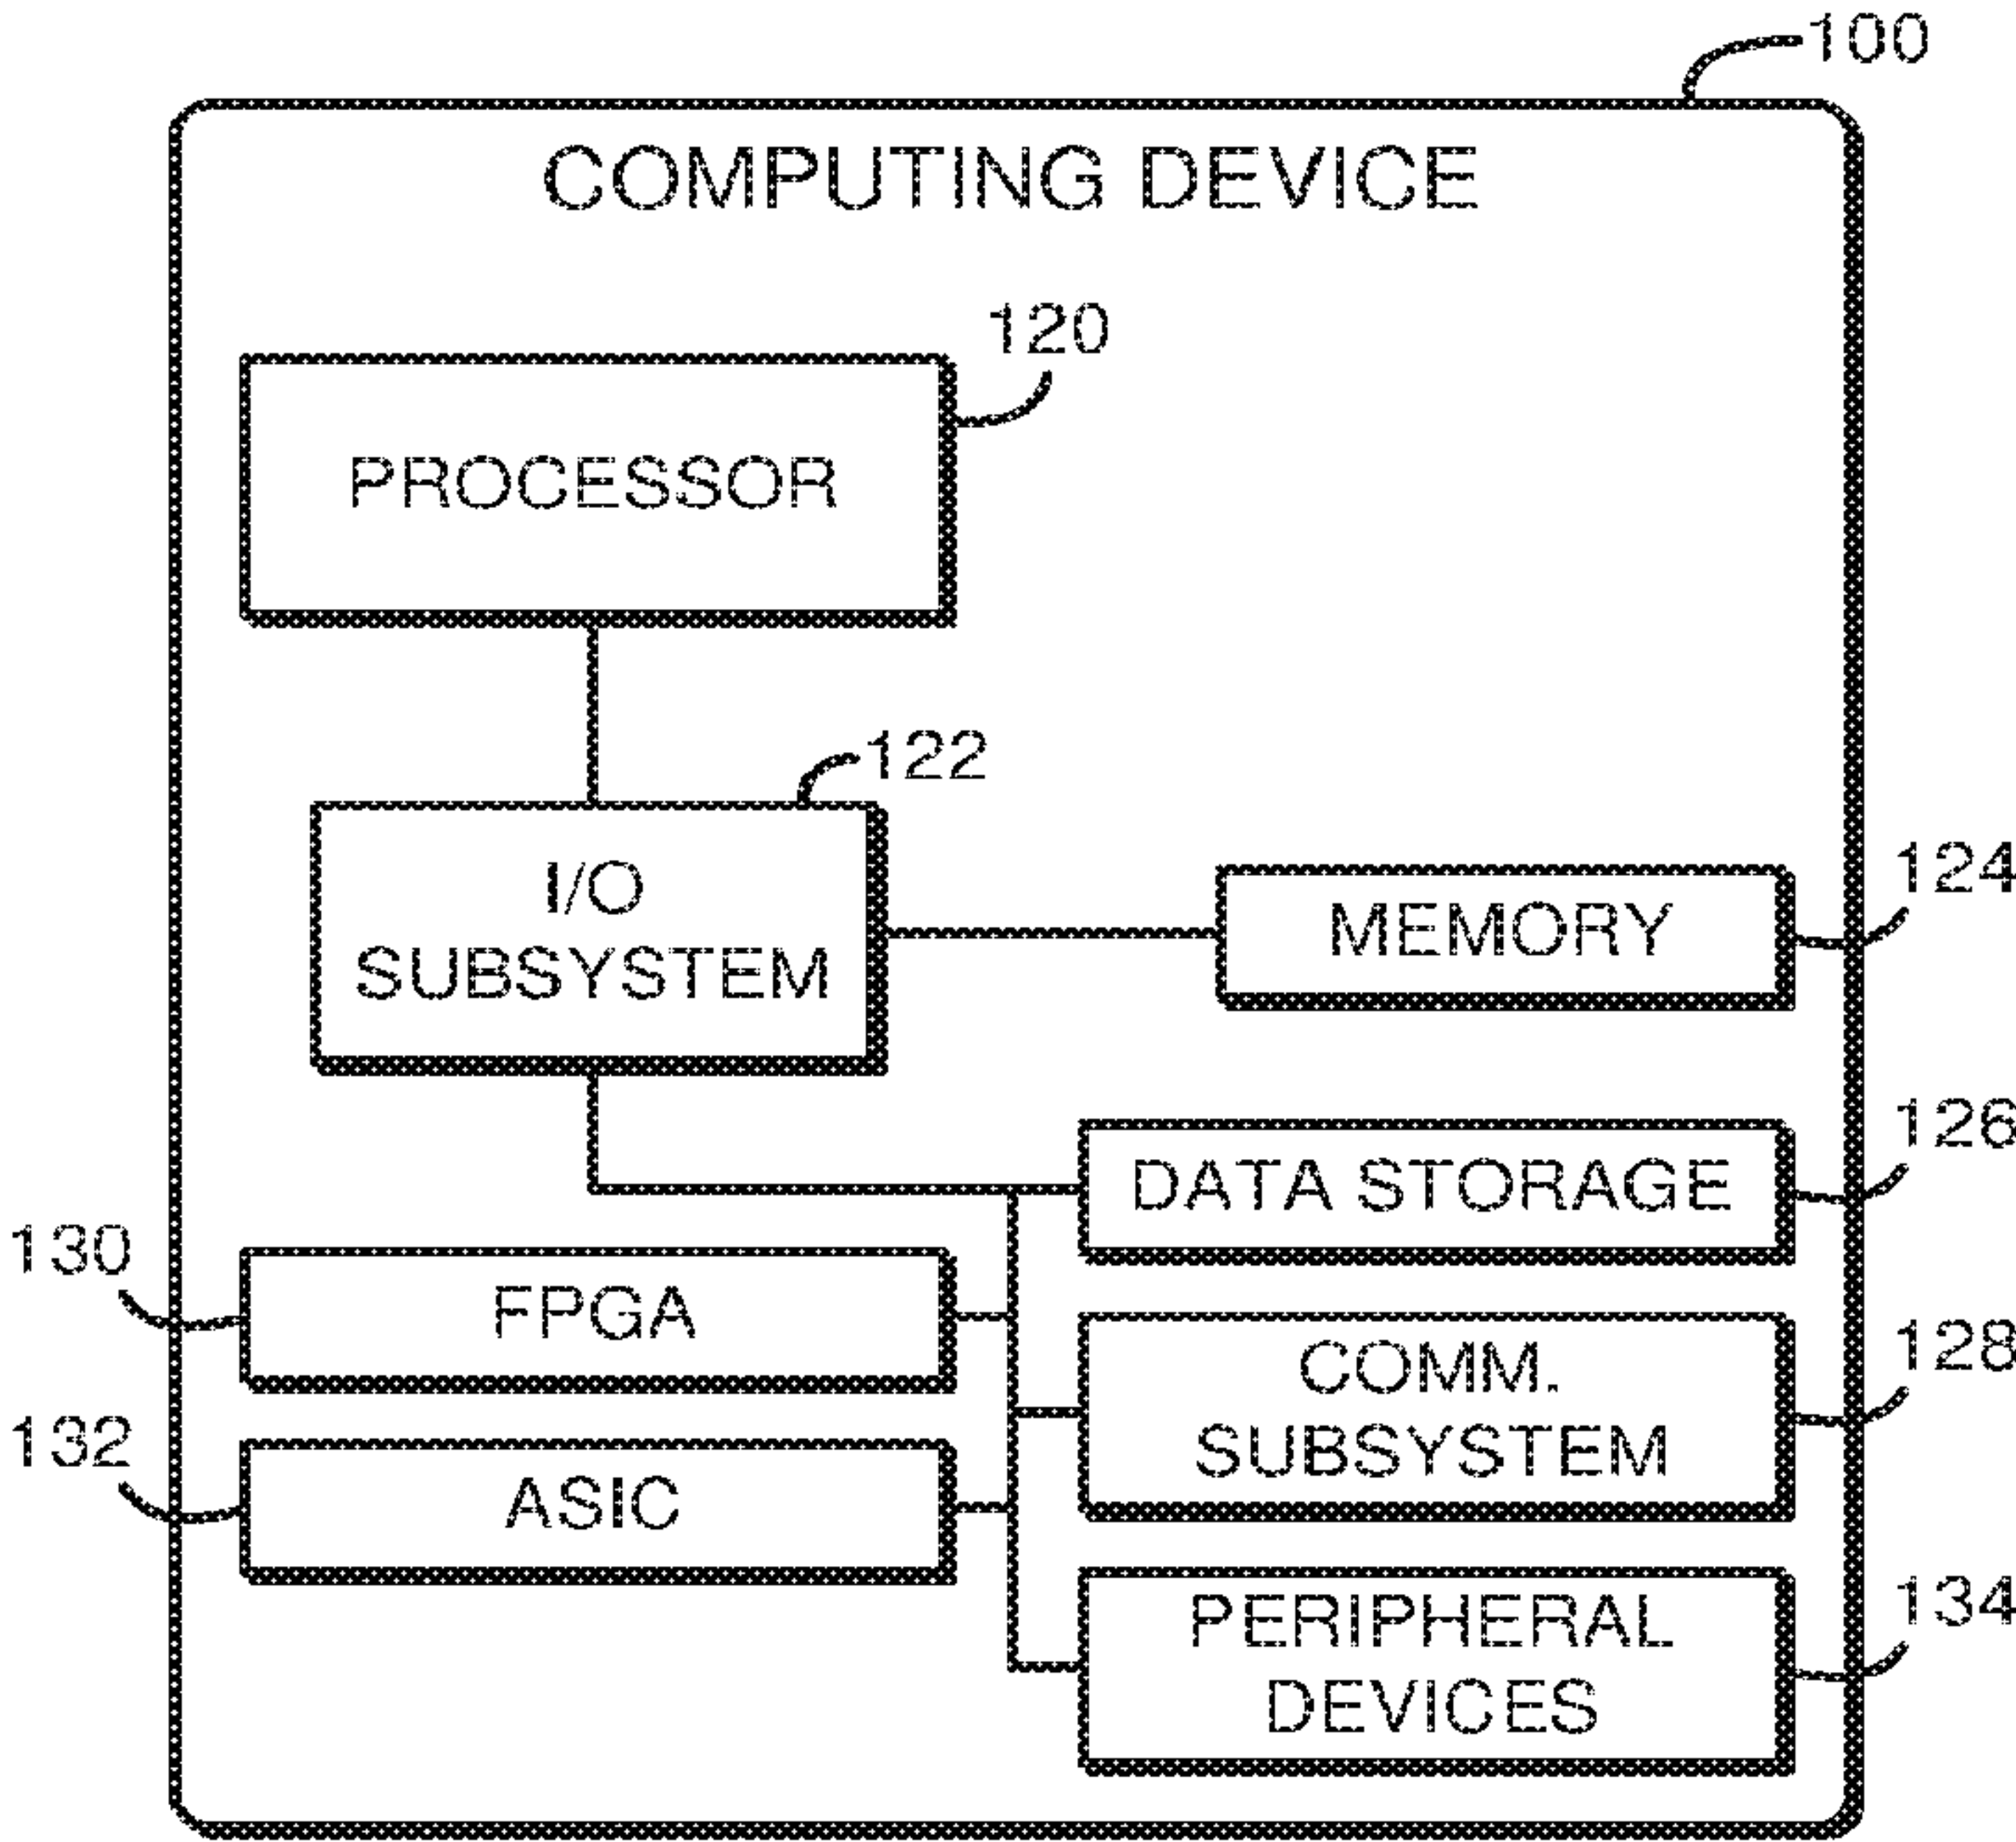 100
COMPUTING DEVICE
120
PROCESSOR
122
I/O
SUBSYSTEM
124
MEMORY
126
DATA STORAGE
130
FPGA
128
COMM.
SUBSYSTEM
132
ASIC
134
PERIPHERAL
DEVICES